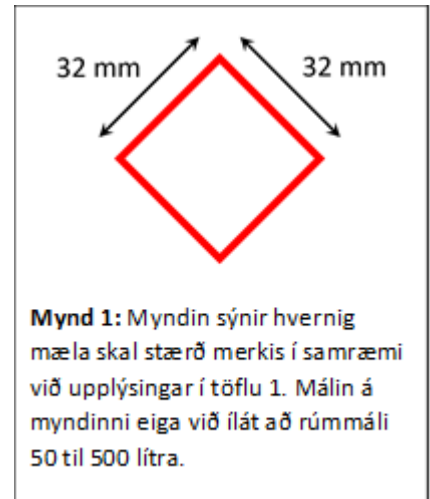 32 mm 32 mm
Mynd 1: Myndin sýnir hvernig
mæla skal stærð merkis í samræmi
við upplýsingar í töflu 1. Málin á
myndinni eiga við ílát að rúmmáli
50 til 500 lítra.